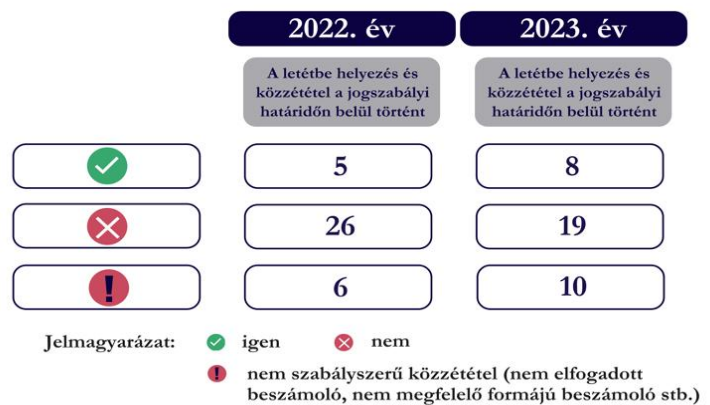 2022. év 2023. év
A letétbe helyezés és közzététel a jogszabályi határidőn belül történt
A letétbe helyezés és közzététel a jogszabályi határidőn belül történt
5 8
26 19
! 6 10
Jelmagyarázat: igen nem
! nem szabályszerű közzététel (nem elfogadott
beszámoló, nem megfelelő formájú beszámoló stb.)